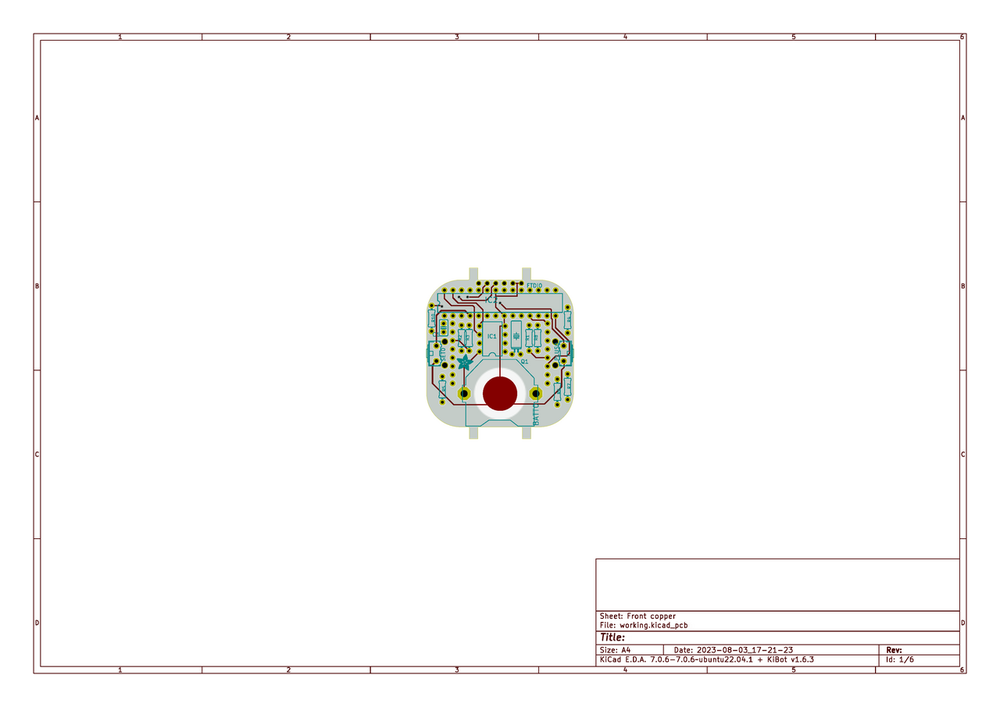 1 2 3 4 5 6
A A
B B
C C
D D
FTDIO
IC1
Q1
BATT
Sheet: Front copper
File: working.kicad_pcb
Title:
Size: A4 Date: 2023-08-03_17-21-23 Rev:
KiCad E.D.A. 7.0.6-7.0.6-ubuntu22.04.1 + KiBot v1.6.3 Id: 1/6
1 2 3 4 5 6